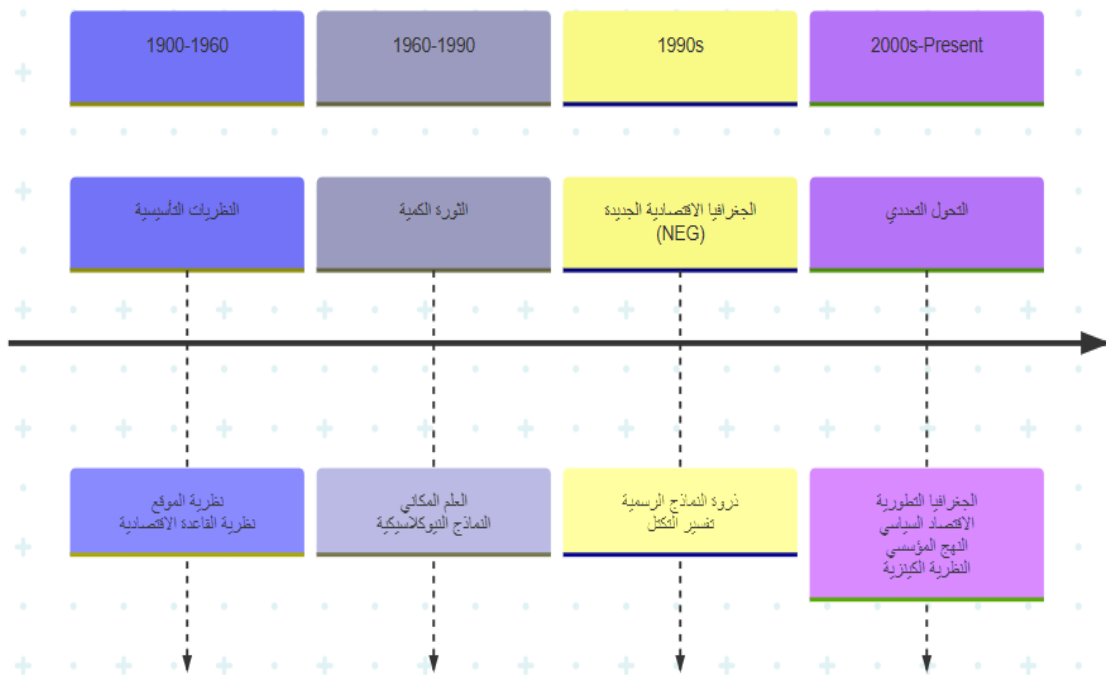 1900-1960
1960-1990
1990s
2000s-Present
النظريات التأسيسية
الثورة الكمية
الجغرافيا الاقتصادية الجديدة
(NEG)
التحول التعددي
نظرية الموقع
نظرية القاعدة الاقتصادية
العلم المكاني
النماذج النيوكلاسيكية
ذروة النماذج الرسمية
تفسير التكتل
الجغرافيا التطورية
الاقتصاد السياسي
النهج المؤسسي
النظرية الكينزية